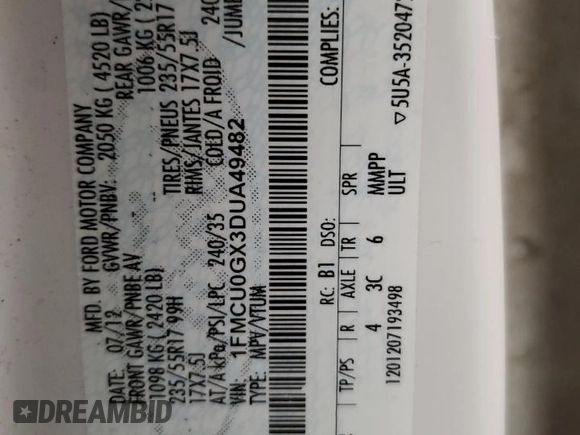 MFD. BY FORD MOTOR COMPANY
DATE: 07/12 GVWR/PNBV: 2050 KG ( 4520 LB)
FRONT GAWR/PNBE AV REAR GAWR/
1098 KG ( 2420 LB) 1006 KG (
235/55R17 99H TIRES/PNEUS 235/55R17
17X7.5J RIMS/JANTES 17X7.5J
AT/À kPa/PSI/LPC 240/35 COLD/A FROID 240
VIN: 1FMCU0GX3DUA49482
TYPE: MPV/VTUM /JUMB
RC: B1 DSO: COMPLIES:
TP/PS R AXLE TR SPR
4 3C 6 MMPP
1201207193498 ULT ▽5U5A-3520472
DREAMBID